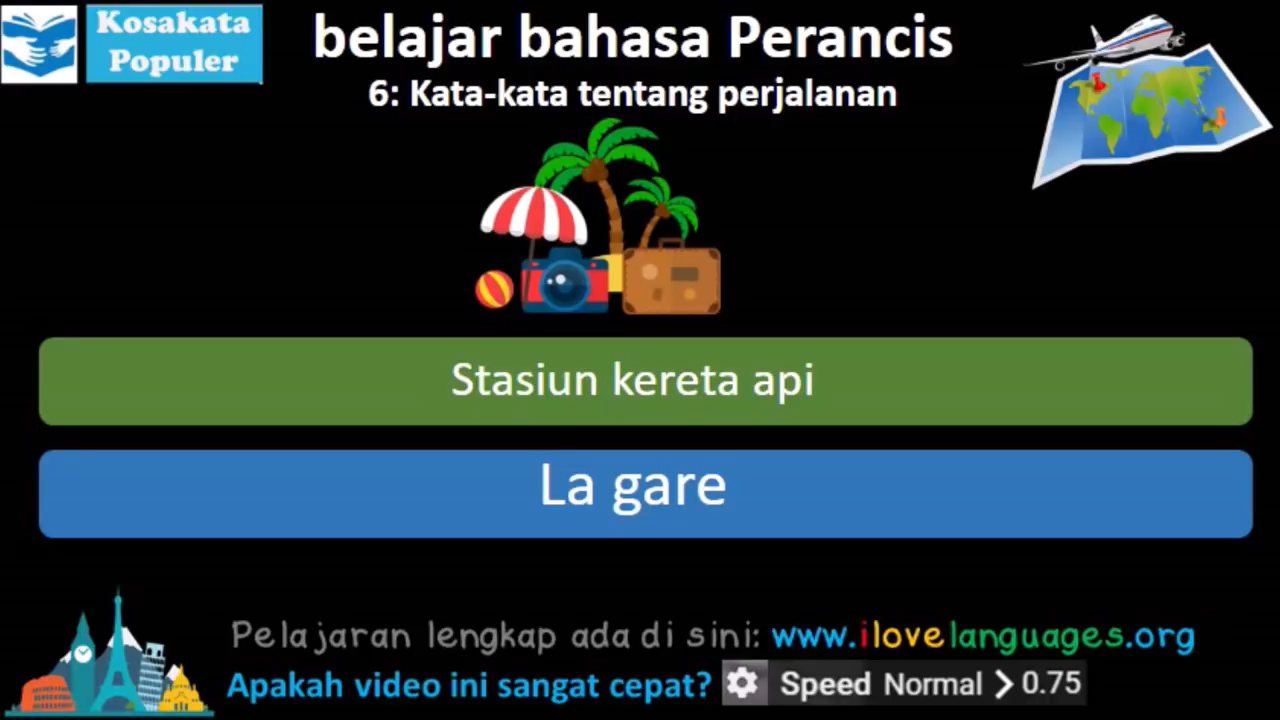 Kosakata
Populer
belajar bahasa Perancis
6: Kata-kata tentang perjalanan
Stasiun kereta api
La gare
Pelajaran lengkap ada di sini: www.ilovelanguages.org
Apakah video ini sangat cepat? Speed Normal > 0.75